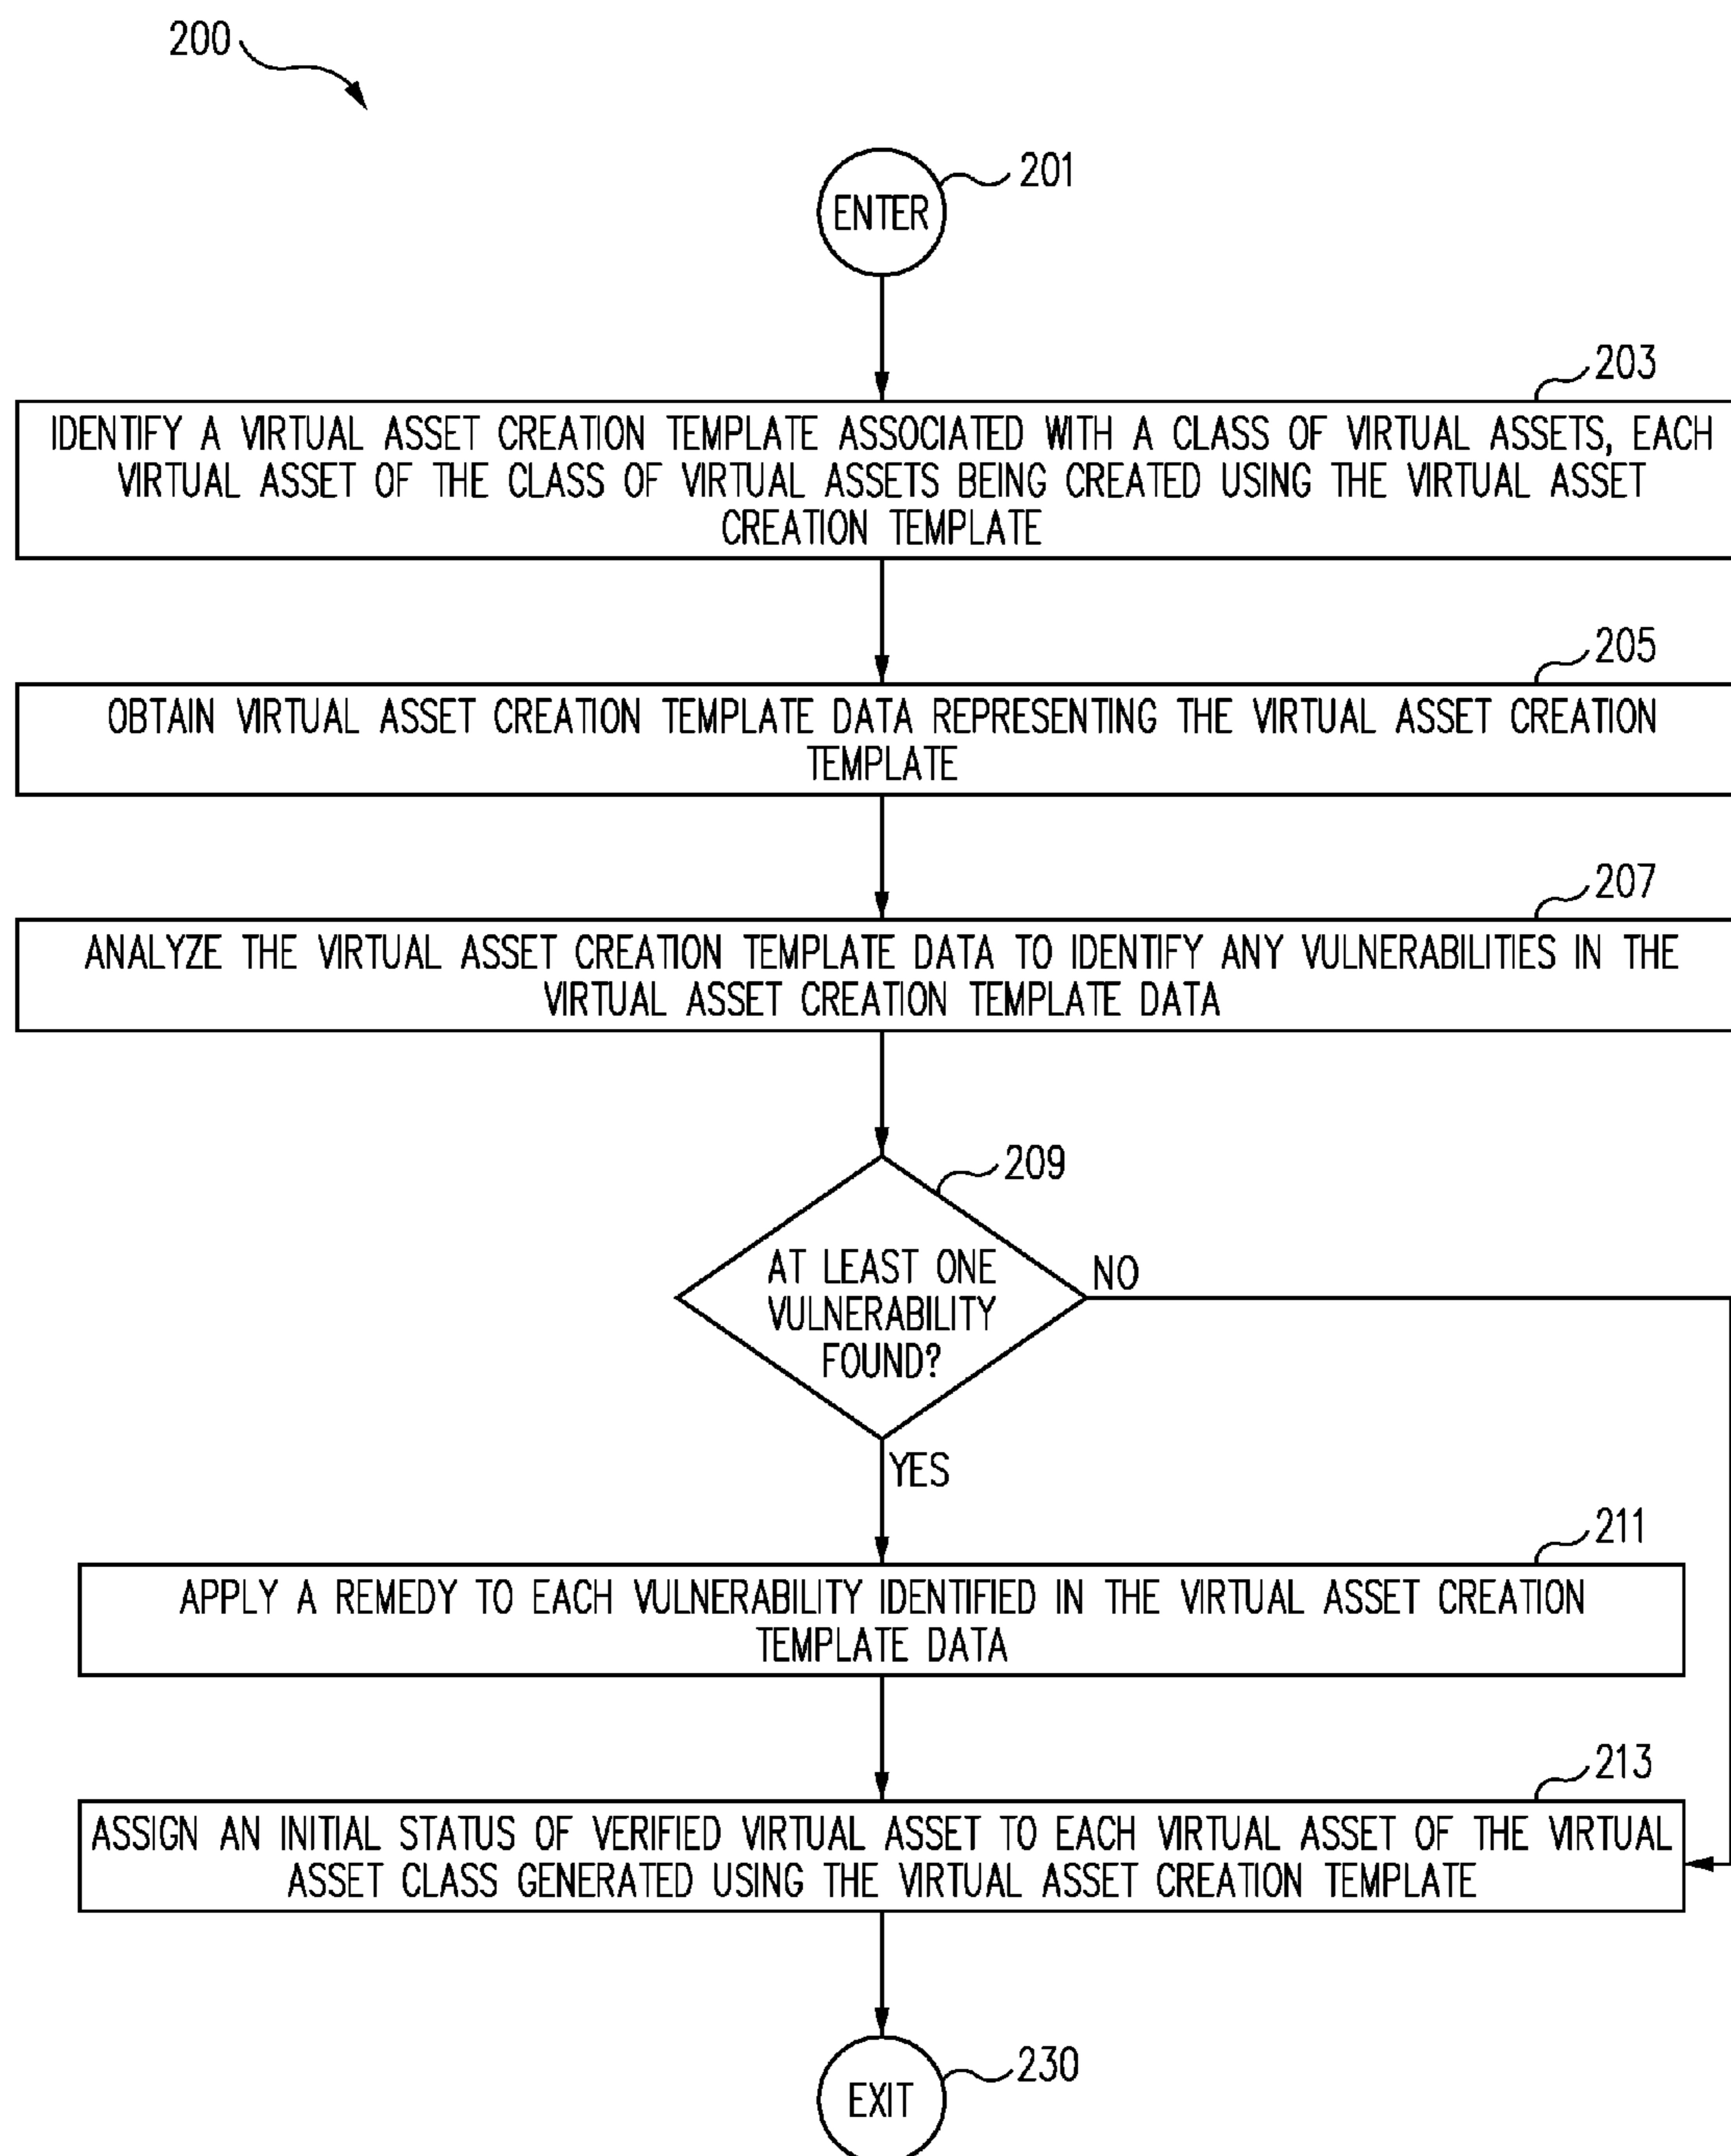 200
201
ENTER
203
IDENTIFY A VIRTUAL ASSET CREATION TEMPLATE ASSOCIATED WITH A CLASS OF VIRTUAL ASSETS, EACH
VIRTUAL ASSET OF THE CLASS OF VIRTUAL ASSETS BEING CREATED USING THE VIRTUAL ASSET
CREATION TEMPLATE
205
OBTAIN VIRTUAL ASSET CREATION TEMPLATE DATA REPRESENTING THE VIRTUAL ASSET CREATION
TEMPLATE
207
ANALYZE THE VIRTUAL ASSET CREATION TEMPLATE DATA TO IDENTIFY ANY VULNERABILITIES IN THE
VIRTUAL ASSET CREATION TEMPLATE DATA
209
AT LEAST ONE
VULNERABILITY
FOUND?
NO
YES
211
APPLY A REMEDY TO EACH VULNERABILITY IDENTIFIED IN THE VIRTUAL ASSET CREATION
TEMPLATE DATA
213
ASSIGN AN INITIAL STATUS OF VERIFIED VIRTUAL ASSET TO EACH VIRTUAL ASSET OF THE VIRTUAL
ASSET CLASS GENERATED USING THE VIRTUAL ASSET CREATION TEMPLATE
230
EXIT